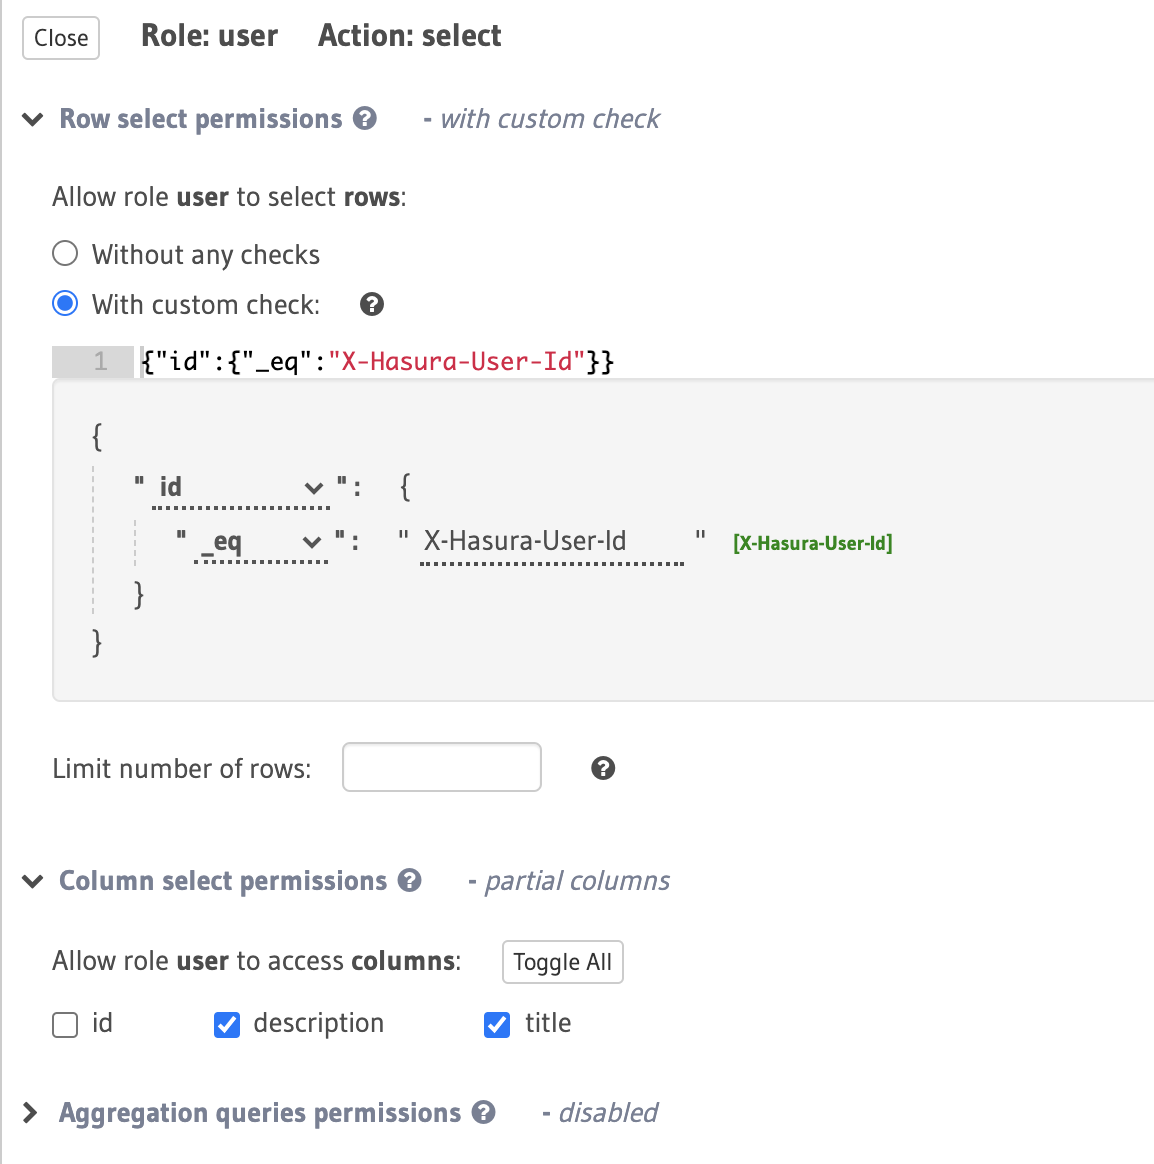 Close Role: user Action: select
Row select permissions ? - with custom check
Allow role user to select rows:
Without any checks
With custom check: ?
1 {"id":{"_eq":"X-Hasura-User-Id"}}
{
" id ": {
" _eq ": " X-Hasura-User-Id " [X-Hasura-User-Id]
}
}
Limit number of rows: ?
Column select permissions ? - partial columns
Allow role user to access columns: Toggle All
id description title
Aggregation queries permissions ? - disabled